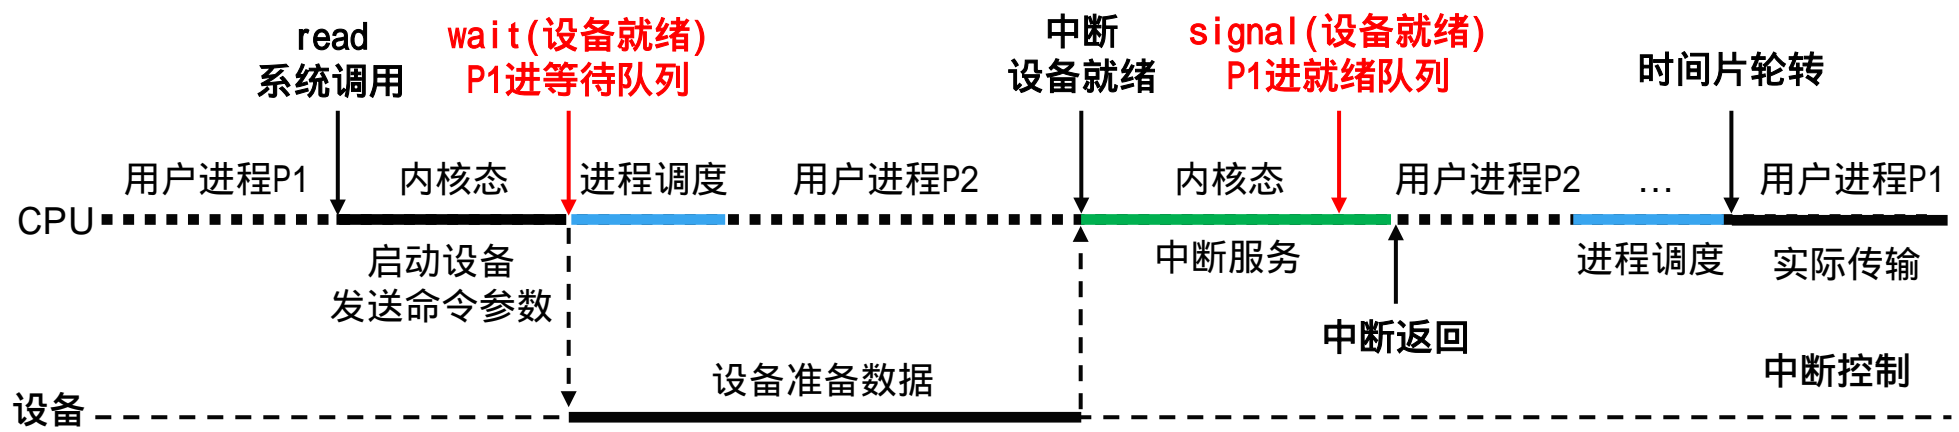 read
系统调用
wait(设备就绪)
P1进等待队列
中断
设备就绪
signal(设备就绪)
P1进就绪队列
时间片轮转
用户进程P1
内核态
进程调度
用户进程P2
内核态
用户进程P2
...
用户进程P1
CPU
启动设备
发送命令参数
中断服务
进程调度
实际传输
中断返回
设备准备数据
中断控制
设备